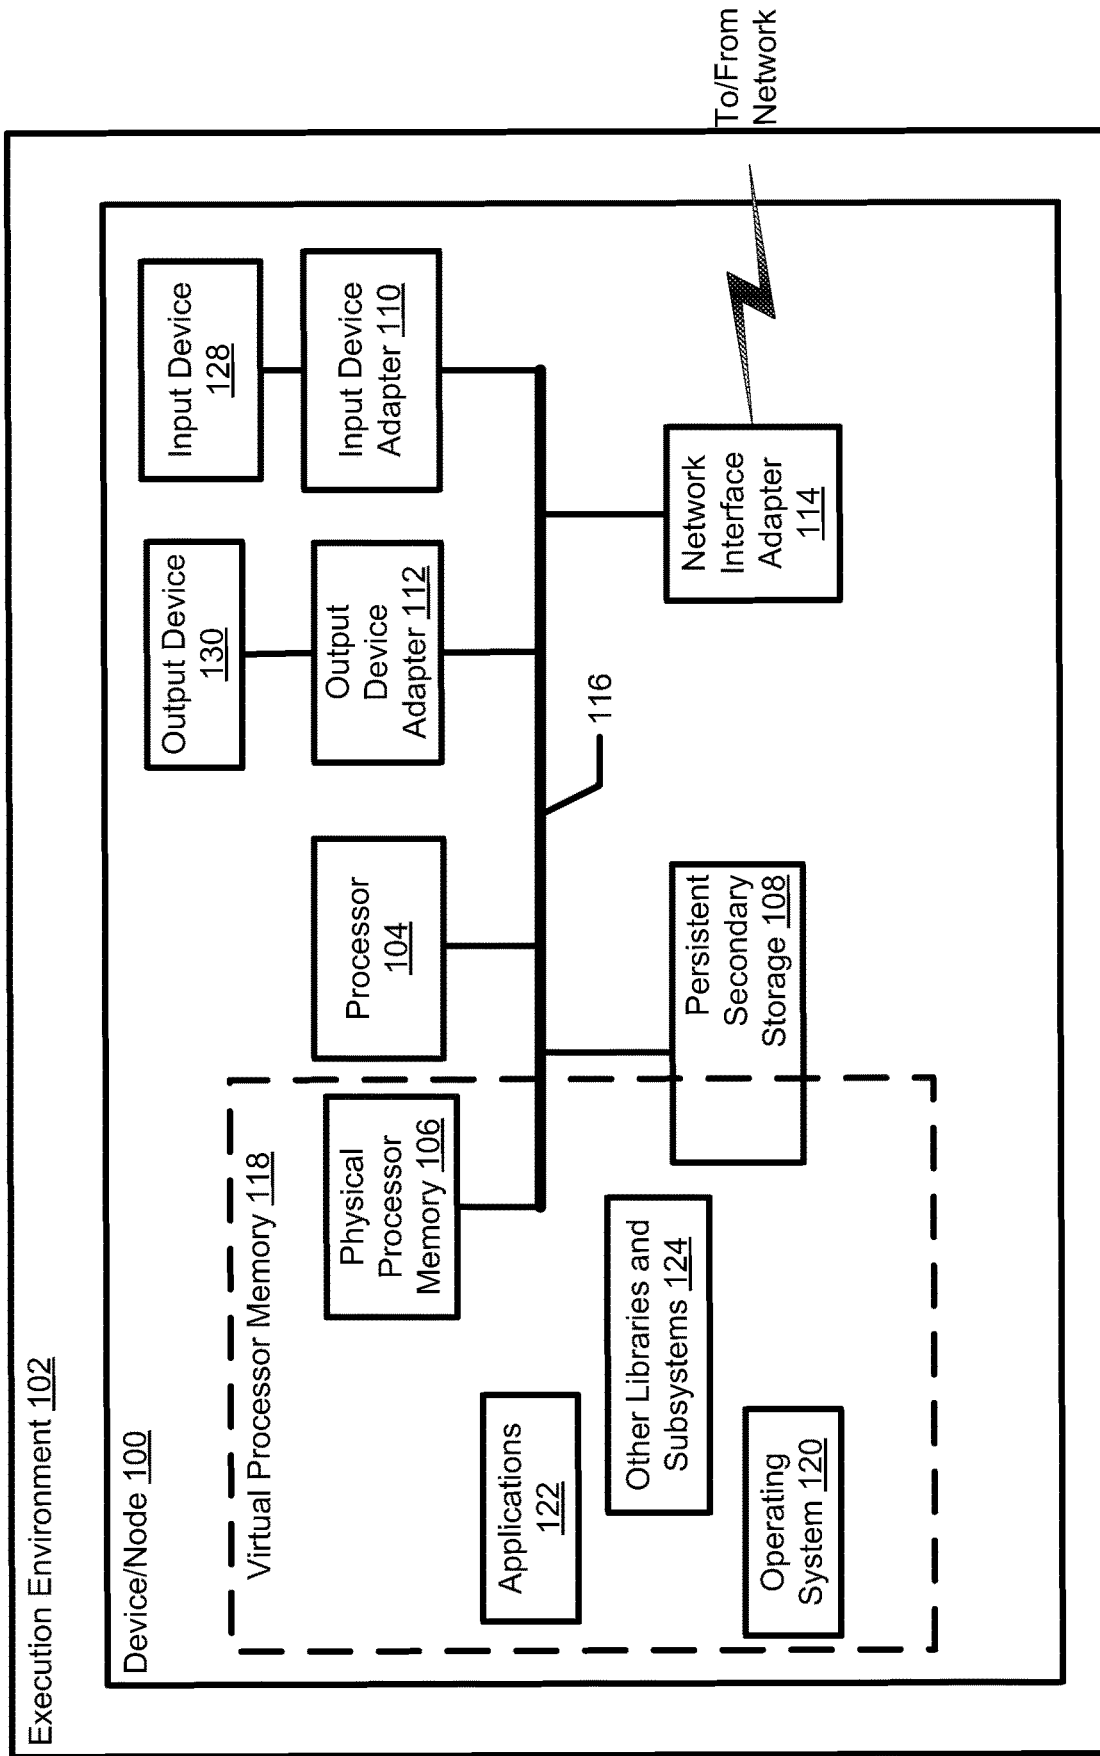 Execution Environment 102
Device/Node 100
Virtual Processor Memory 118
Physical
Processor
Memory 106
Processor
104
Output Device
130
Output
Device
Adapter 112
Input Device
128
Input Device
Adapter 110
Applications
122
Other Libraries and
Subsystems 124
Operating
System 120
Persistent
Secondary
Storage 108
116
Network
Interface
Adapter
114
To/From
Network